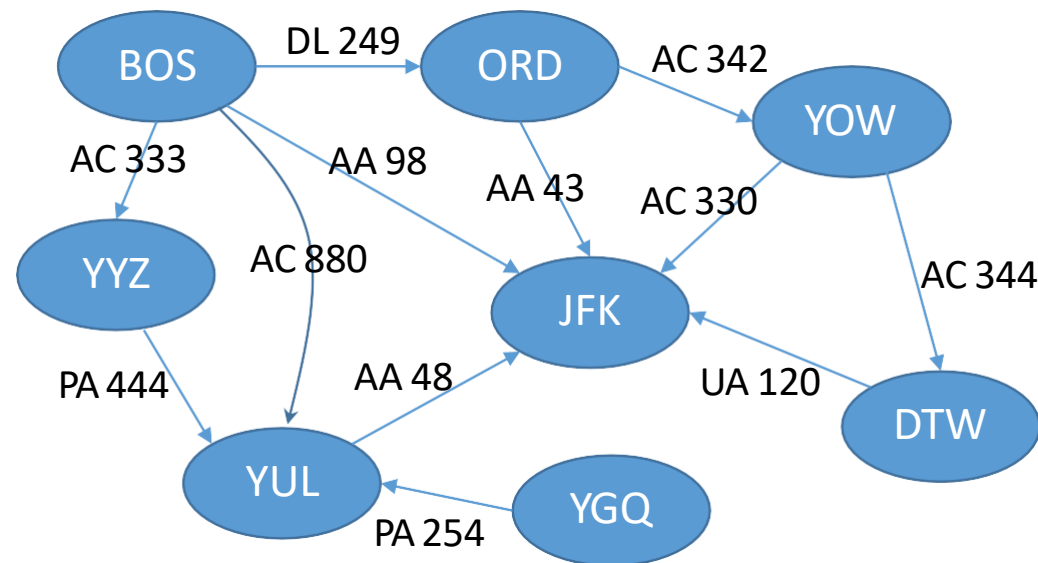 DL 249
BOS
ORD
AC 342
YOW
AC 333
AA 98
AA 43
AC 330
YYZ
AC 880
AC 344
JFK
PA 444
AA 48
UA 120
DTW
YUL
YGQ
PA 254